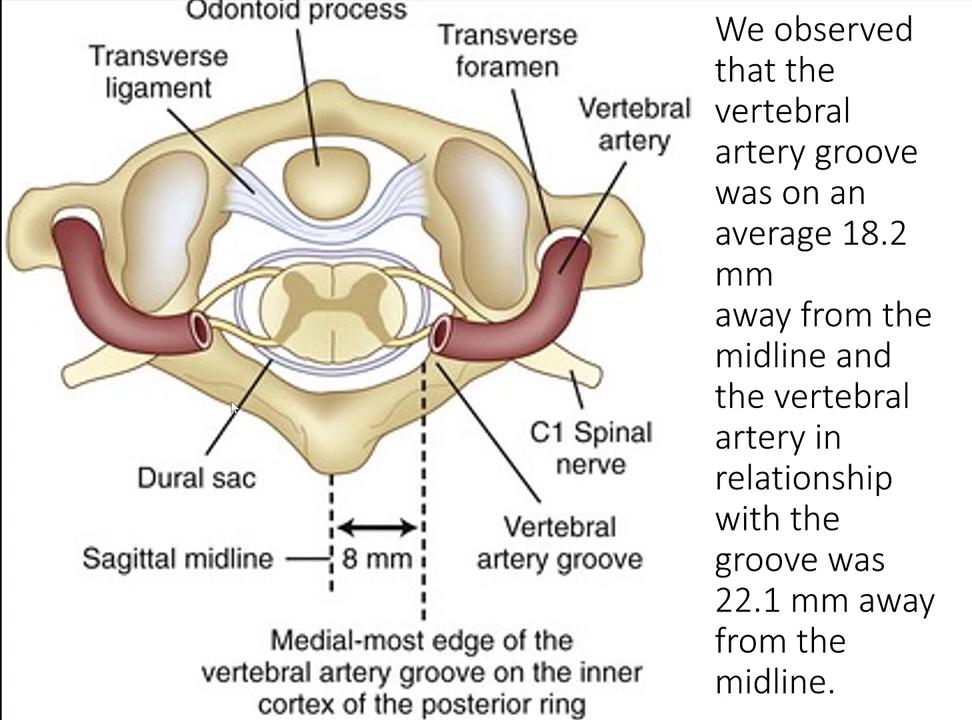 Odontoid process
Transverse
ligament
Transverse
foramen
Vertebral
artery
Dural sac
C1 Spinal
nerve
Vertebral
artery groove
Sagittal midline
8 mm
Medial-most edge of the
vertebral artery groove on the inner
cortex of the posterior ring
We observed
that the
vertebral
artery groove
was on an
average 18.2
mm
away from the
midline and
the vertebral
artery in
relationship
with the
groove was
22.1 mm away
from the
midline.